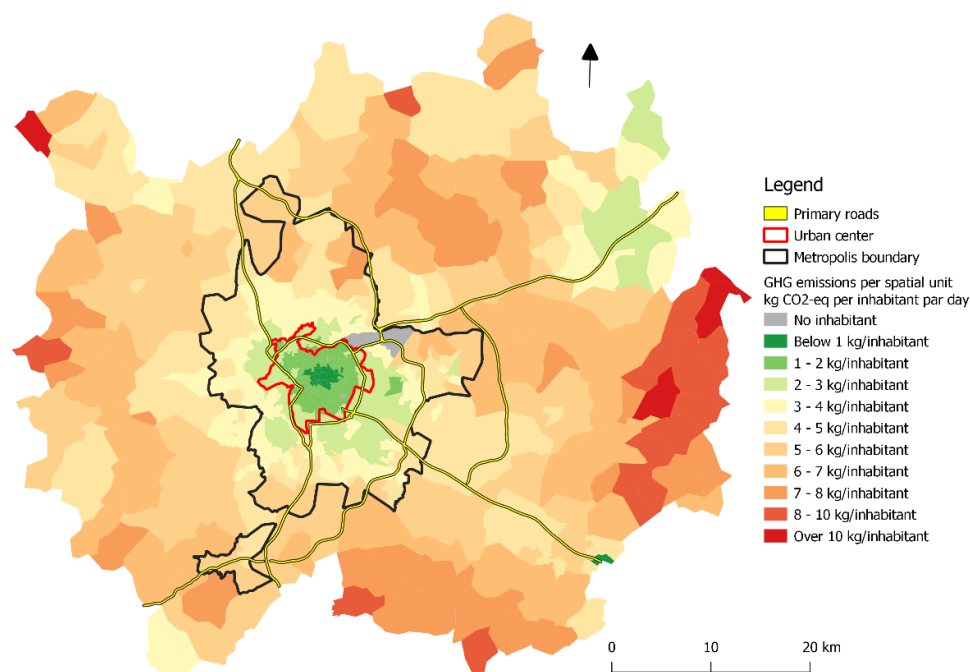 Legend
Primary roads
Urban center
Metropolis boundary
GHG emissions per spatial unit
kg CO2-eq per inhabitant par day
No inhabitant
Below 1 kg/inhabitant
1 - 2 kg/inhabitant
2 - 3 kg/inhabitant
3 - 4 kg/inhabitant
4 - 5 kg/inhabitant
5 - 6 kg/inhabitant
6 - 7 kg/inhabitant
7 - 8 kg/inhabitant
8 - 10 kg/inhabitant
Over 10 kg/inhabitant
0 10 20 km